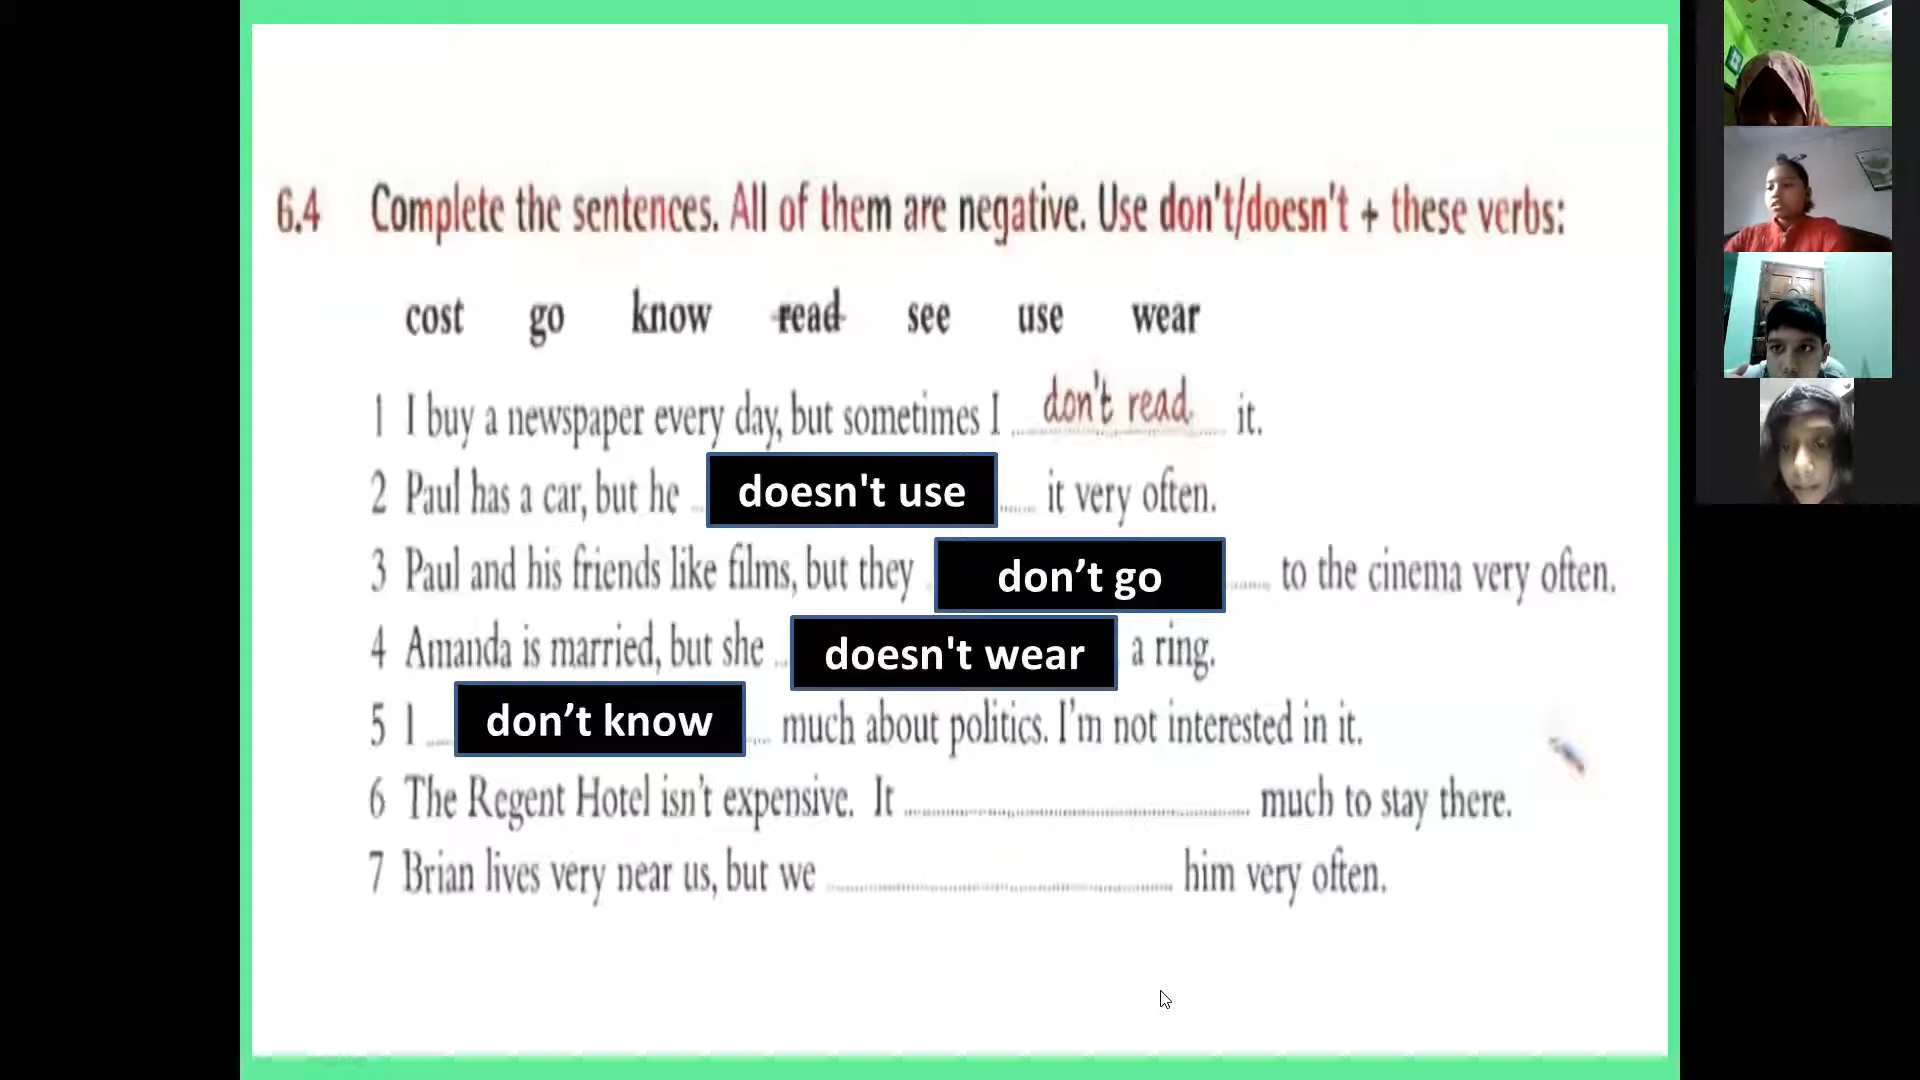 6.4 Complete the sentences. All of them are negative. Use don't/doesn't + these verbs:
cost go know read see use wear
1 I buy a newspaper every day, but sometimes I don't read it.
2 Paul has a car, but he doesn't use it very often.
3 Paul and his friends like films, but they don’t go to the cinema very often.
4 Amanda is married, but she doesn't wear a ring.
5 I don’t know much about politics. I'm not interested in it.
6 The Regent Hotel isn't expensive. It .................... much to stay there.
7 Brian lives very near us, but we .................... him very often.